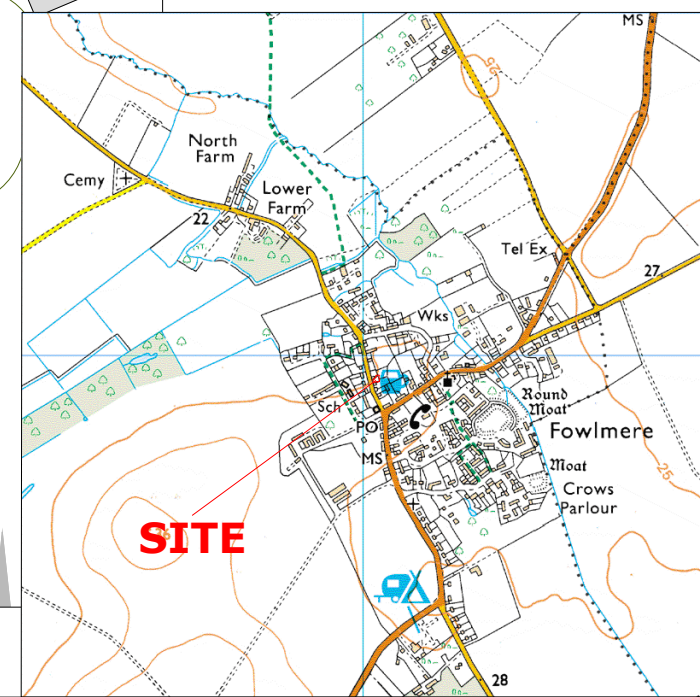 MS
25
North
Farm
Cemy
Lower
Farm
22
Tel Ex
27
Wks
Round
Moat
Sch
PO
Fowlmere
MS
Moat
25
Crows
Parlour
SITE
28